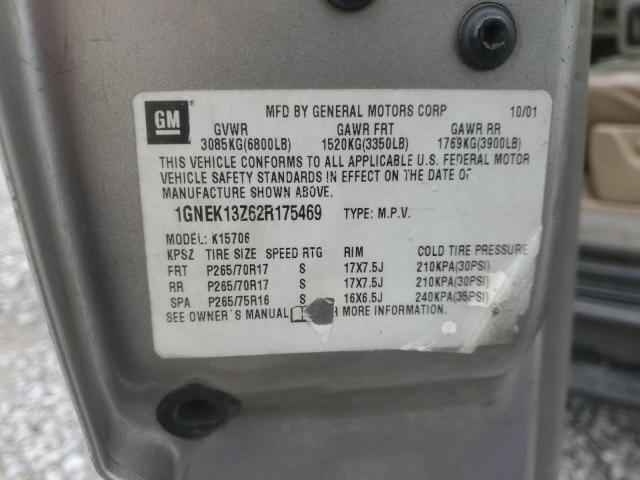 GM
MFD BY GENERAL MOTORS CORP 10/01
GVWR GAWR FRT GAWR RR
3085KG(6800LB) 1520KG(3350LB) 1769KG(3900LB)
THIS VEHICLE CONFORMS TO ALL APPLICABLE U.S. FEDERAL MOTOR
VEHICLE SAFETY STANDARDS IN EFFECT ON THE DATE OF
MANUFACTURE SHOWN ABOVE.
1GNEK13Z62R175469 TYPE: M.P.V.
MODEL: K15706
KPSZ TIRE SIZE SPEED RTG RIM COLD TIRE PRESSURE
FRT P265/70R17 S 17X7.5J 210KPA(30PSI)
RR P265/70R17 S 17X7.5J 210KPA(30PSI)
SPA P265/75R16 S 16X6.5J 240KPA(35PSI)
SEE OWNER'S MANUAL MORE INFORMATION.